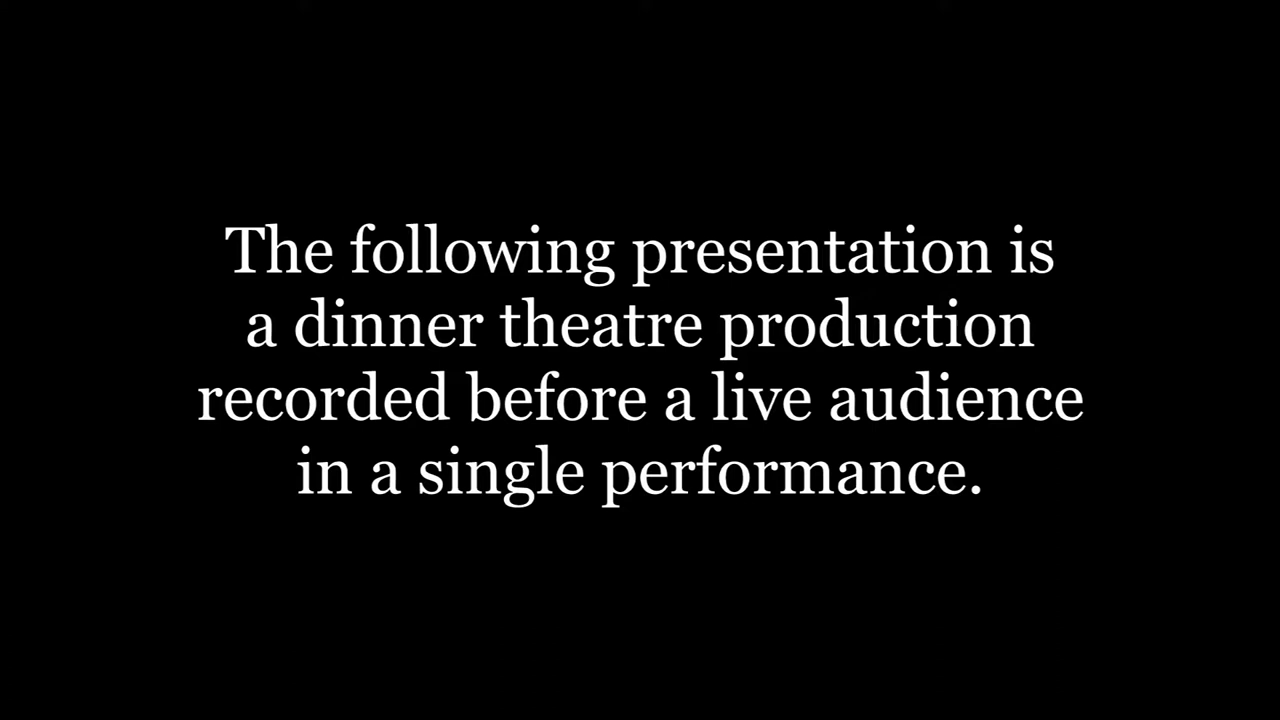 The following presentation is
a dinner theatre production
recorded before a live audience
in a single performance.